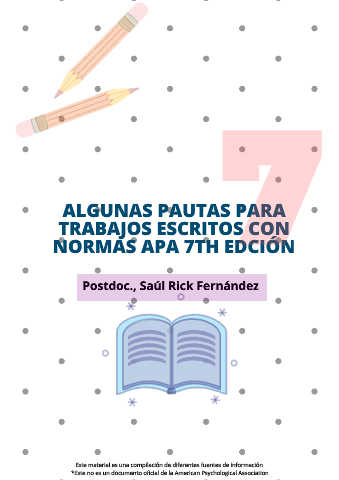 7
ALGUNAS PAUTAS PARA
TRABAJOS ESCRITOS CON
NORMAS APA 7TH EDCIÓN
Postdoc., Saúl Rick Fernández
Este material es una compilación de diferentes fuentes de información
*Este no es un documento oficial de la American Psychological Association